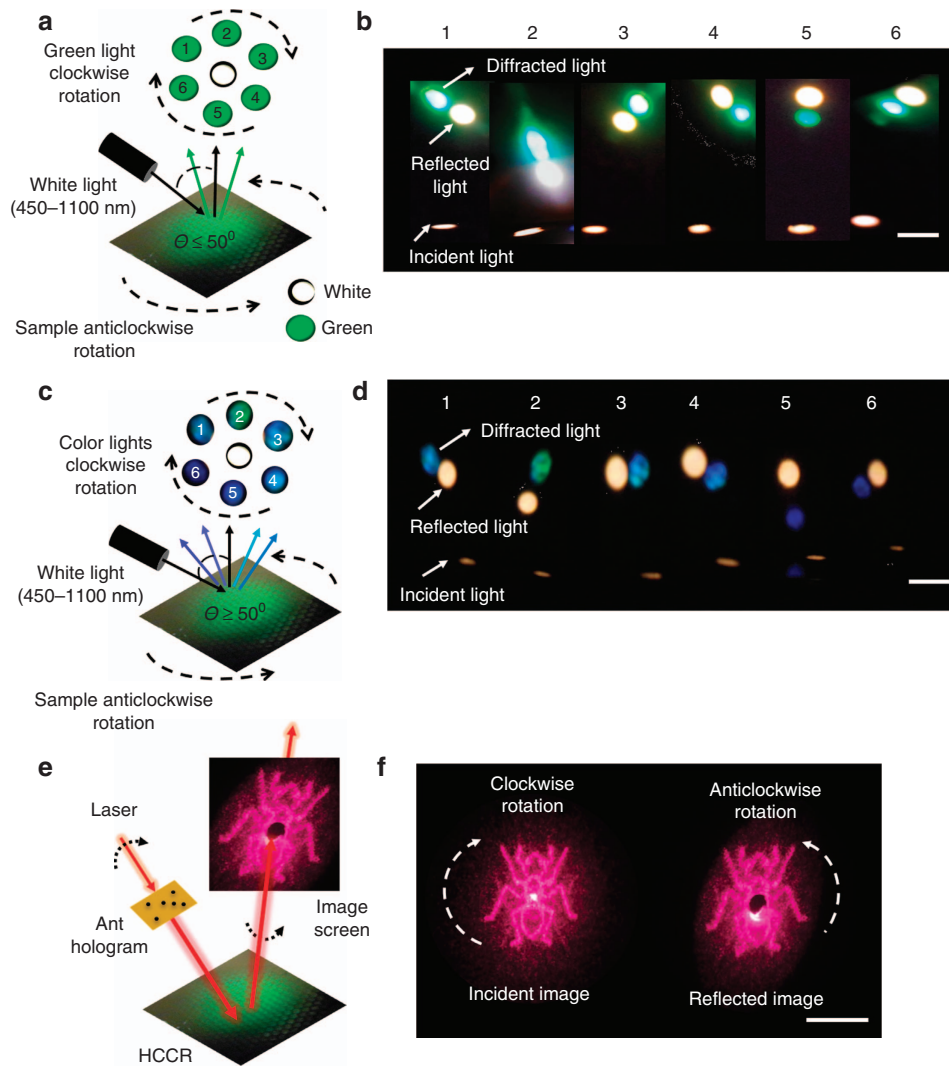 a
Green light
clockwise
rotation
1
2
3
4
5
6
White light
(450–1100 nm)
Θ ≤ 50⁰
White
Green
Sample anticlockwise
rotation
b
1 2 3 4 5 6
Diffracted light
Reflected
light
Incident light
c
Color lights
clockwise
rotation
1
2
3
4
5
6
White light
(450–1100 nm)
Θ ≥ 50⁰
Sample anticlockwise
rotation
d
1 2 3 4 5 6
Diffracted light
Reflected light
Incident light
e
Laser
Ant
hologram
Image
screen
HCCR
f
Clockwise
rotation
Anticlockwise
rotation
Incident image
Reflected image